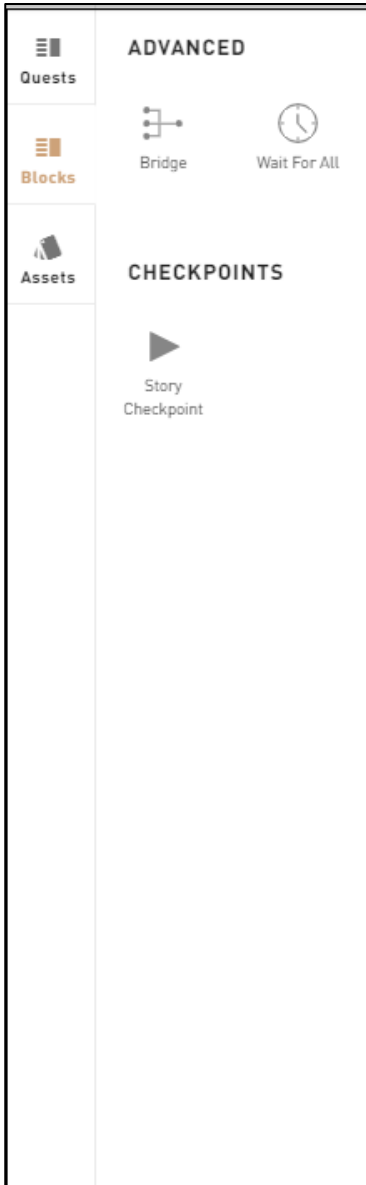 Quests
Blocks
Assets
ADVANCED
Bridge
Wait For All
CHECKPOINTS
Story
Checkpoint